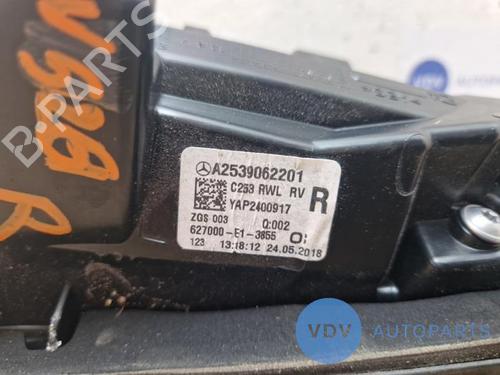 B-PARTS
VDV
A2539062201
C253 RWL RV
R
YAP2400917
ZGS 003 Q:002
627000-E1-3855
123 13:18:12 24.05.2018
VDV AUTOPARTS